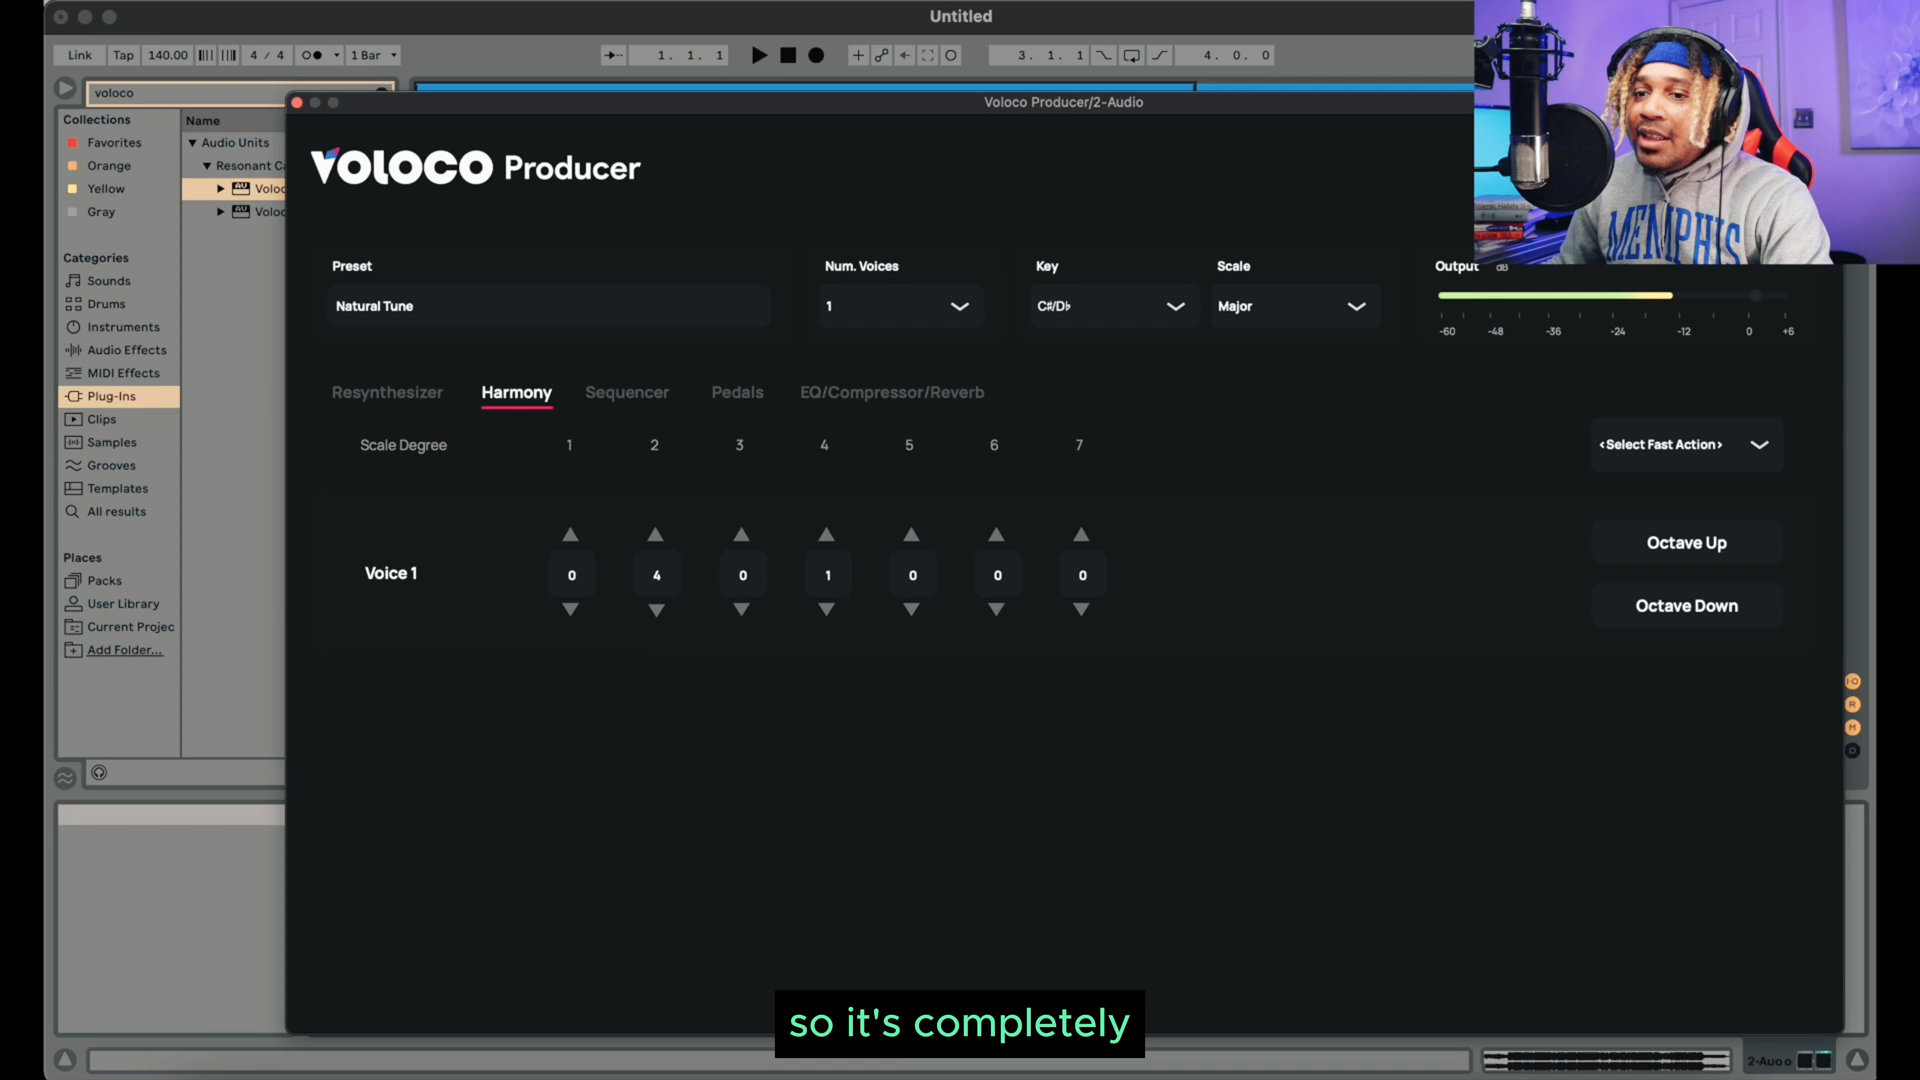 Untitled
Link Tap 140.00 4 / 4 1 Bar 1. 1. 1 3. 1. 1 4. 0. 0
voloco
Voloco Producer/2-Audio
Collections
Favorites
Orange
Yellow
Gray
Name
Audio Units
Resonant Ca
Voloc
Voloc
Categories
Sounds
Drums
Instruments
Audio Effects
MIDI Effects
Plug-Ins
Clips
Samples
Grooves
Templates
All results
Places
Packs
User Library
Current Projec
Add Folder...
VOLOCO Producer
MEMPHIS
Preset Num. Voices Key Scale Output dB
Natural Tune 1 C#/D♭ Major
-60 -48 -36 -24 -12 0 +6
Resynthesizer Harmony Sequencer Pedals EQ/Compressor/Reverb
Scale Degree 1 2 3 4 5 6 7 <Select Fast Action>
Voice 1 0 4 0 1 0 0 0
Octave Up
Octave Down
I·O
R
M
D
so it's completely